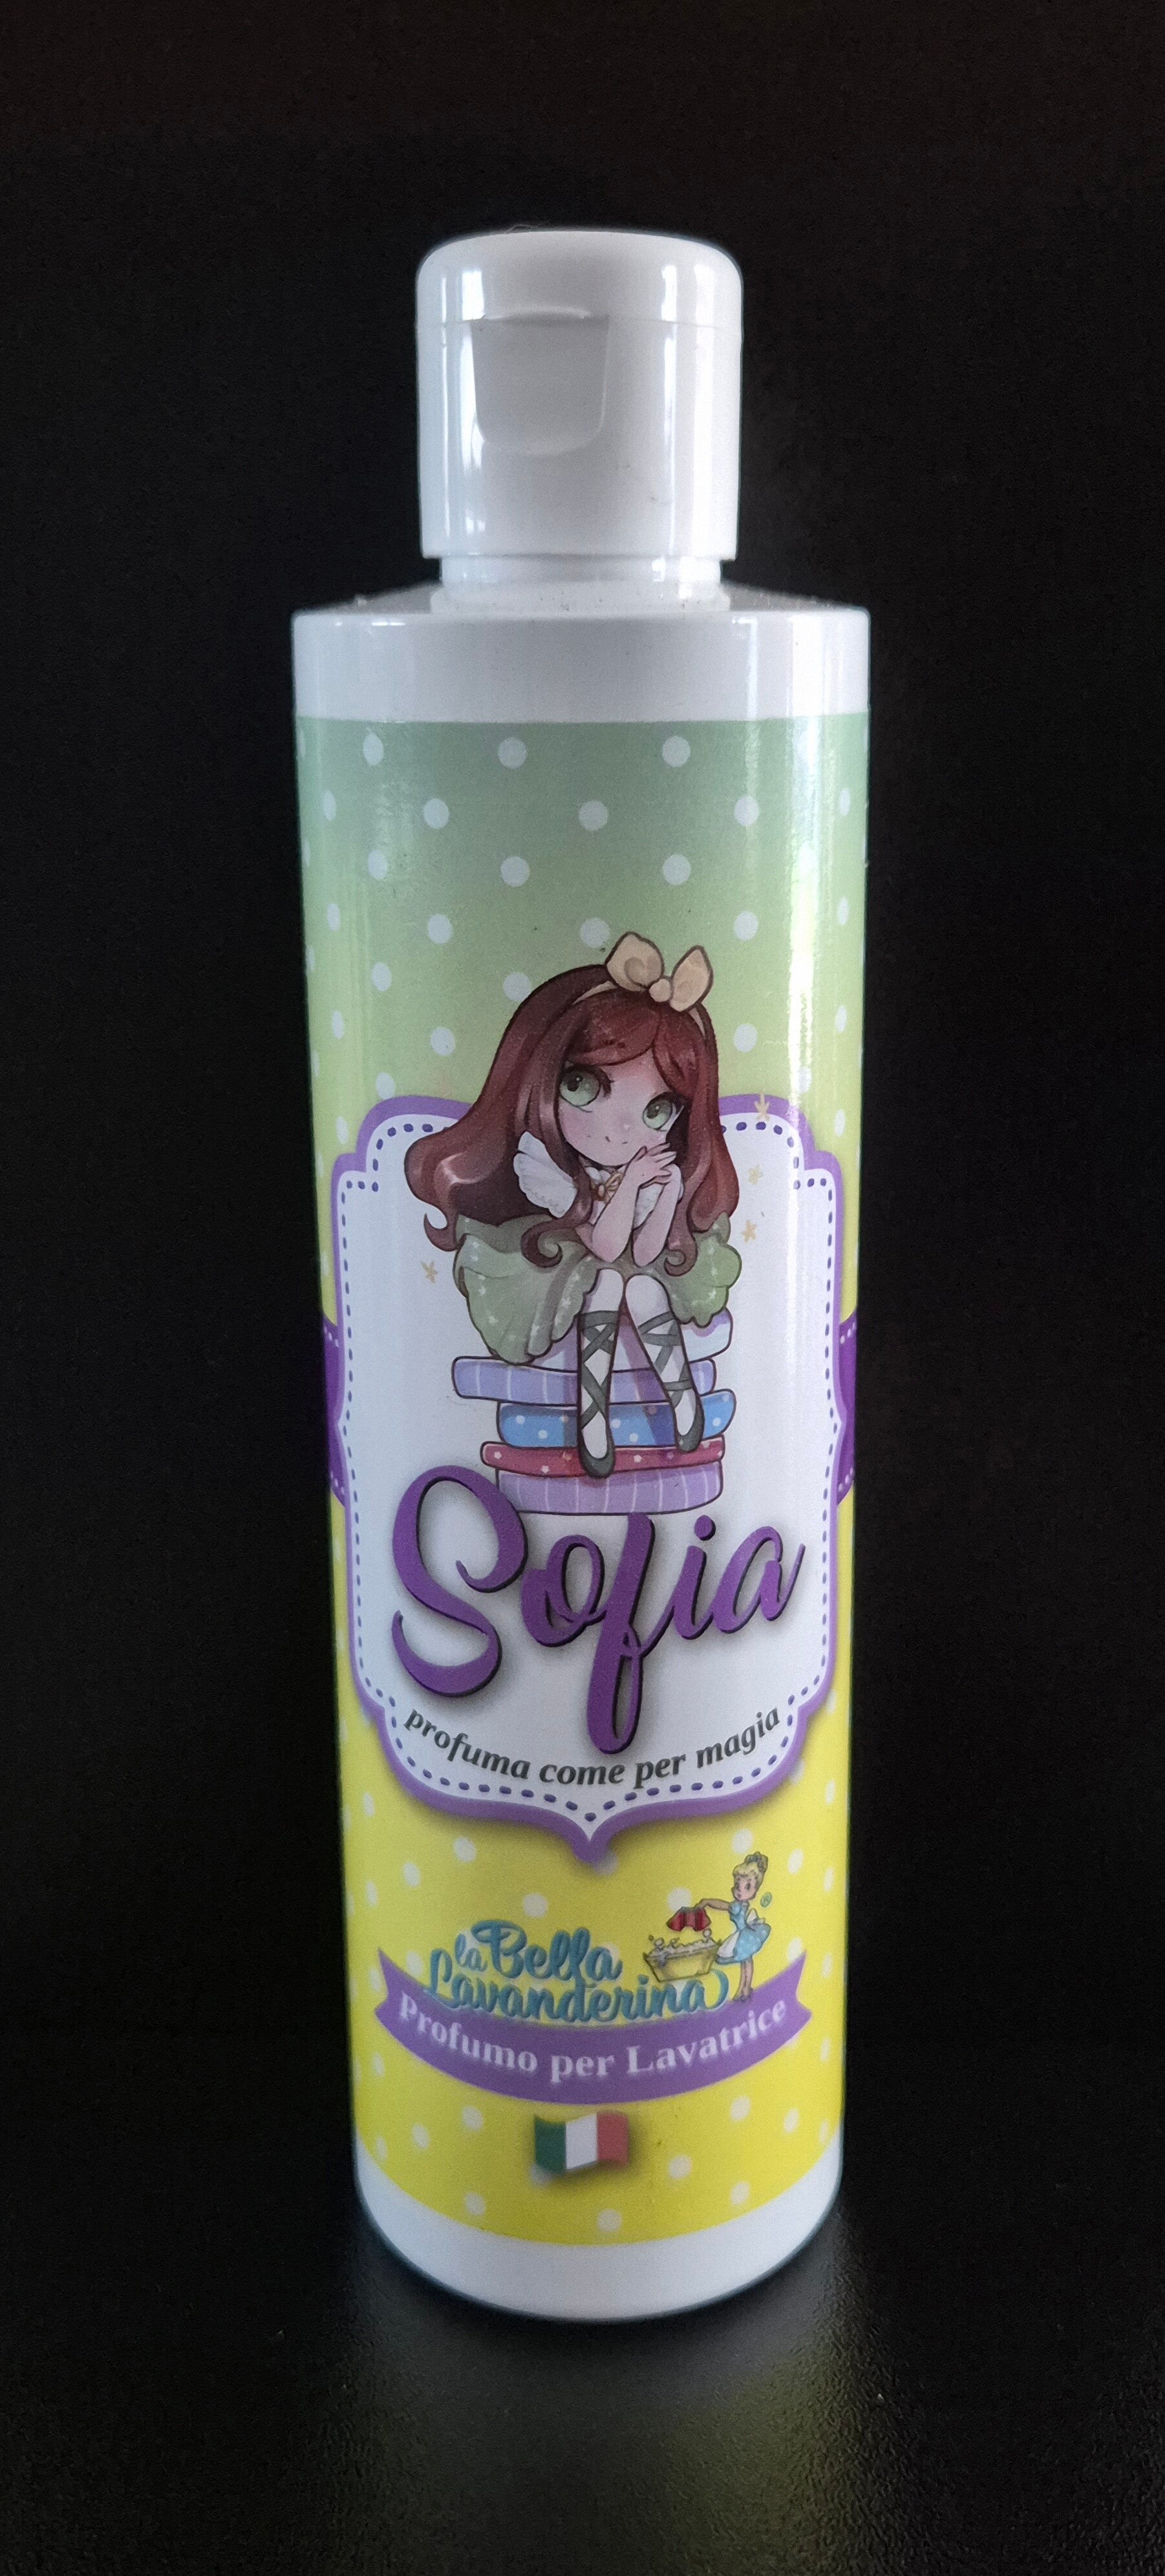 Sofia
profuma come per magia
la Bella
Lavanderina
Profumo per Lavatrice